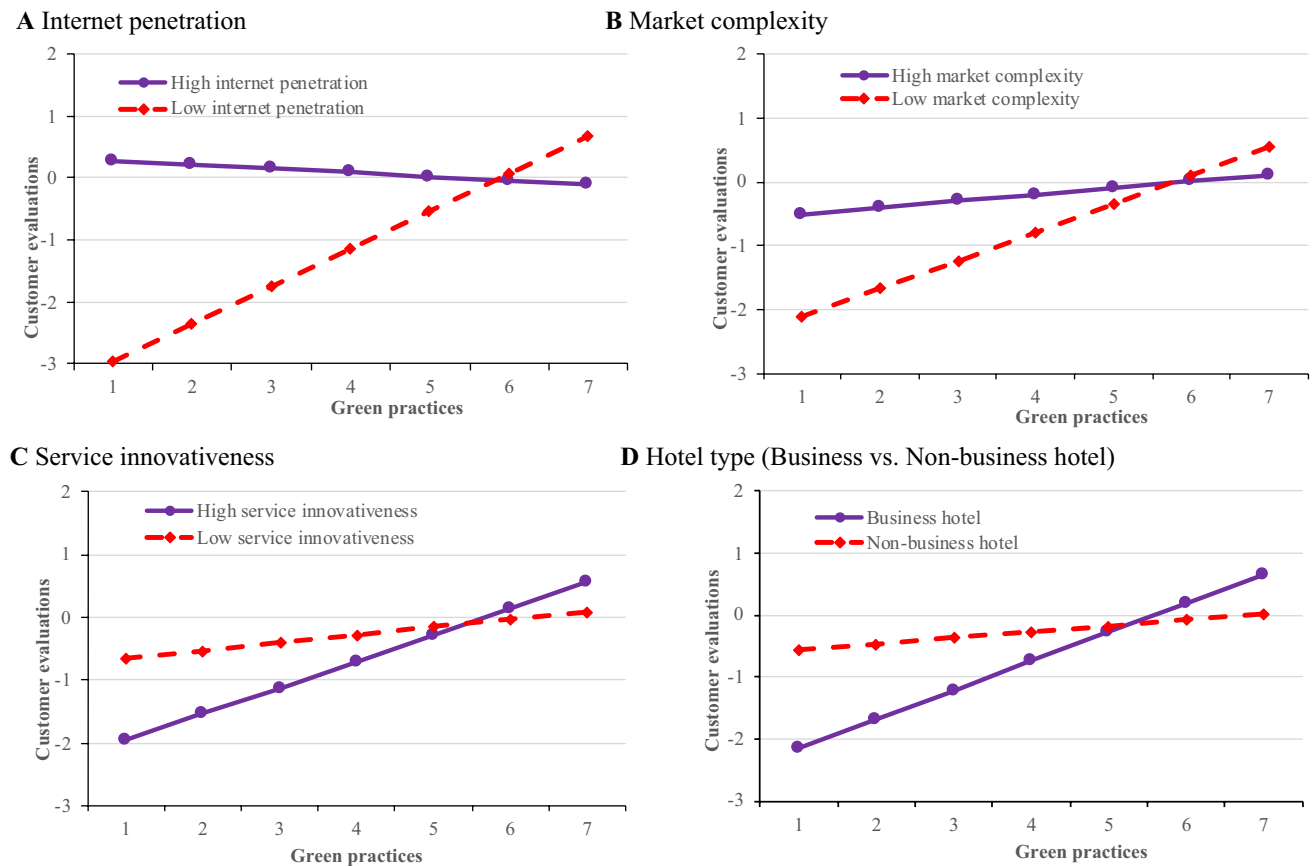 A Internet penetration
2
1
0
-1
-2
-3
Customer evaluations
High internet penetration
Low internet penetration
1 2 3 4 5 6 7
Green practices
B Market complexity
2
1
0
-1
-2
-3
Customer evaluations
High market complexity
Low market complexity
1 2 3 4 5 6 7
Green practices
C Service innovativeness
2
1
0
-1
-2
-3
Customer evaluations
High service innovativeness
Low service innovativeness
1 2 3 4 5 6 7
Green practices
D Hotel type (Business vs. Non-business hotel)
2
1
0
-1
-2
-3
Customer evaluations
Business hotel
Non-business hotel
1 2 3 4 5 6 7
Green practices